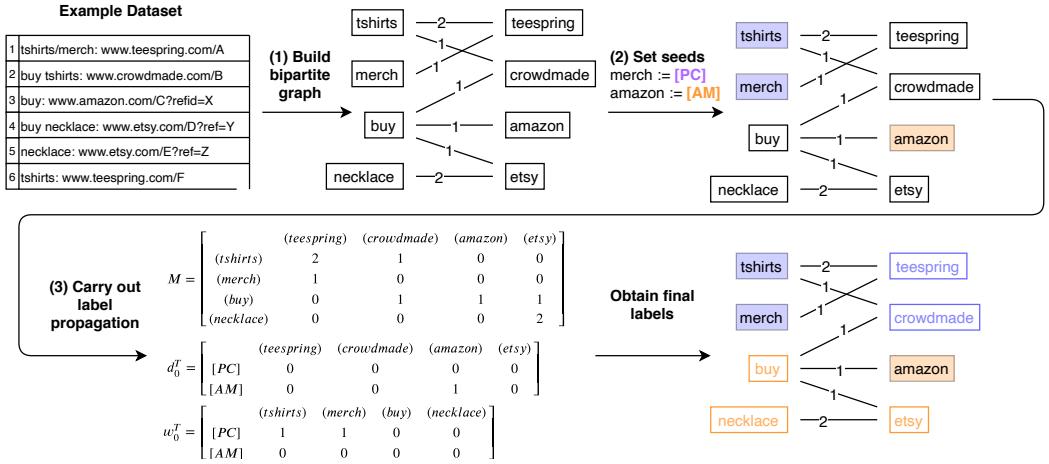 Example Dataset
1 tshirts/merch: www.teespring.com/A
2 buy tshirts: www.crowdmade.com/B
3 buy: www.amazon.com/C?refid=X
4 buy necklace: www.etsy.com/D?ref=Y
5 necklace: www.etsy.com/E?ref=Z
6 tshirts: www.teespring.com/F
(1) Build
bipartite
graph
tshirts 2 teespring
1
merch 1 crowdmade
1
buy 1 amazon
1
necklace 2 etsy
(2) Set seeds
merch := [PC]
amazon := [AM]
tshirts 2 teespring
1
merch 1 crowdmade
1
buy 1 amazon
1
necklace 2 etsy
(3) Carry out
label
propagation
(teespring) (crowdmade) (amazon) (etsy)
(tshirts) 2 1 0 0
M = (merch) 1 0 0 0
(buy) 0 1 1 1
(necklace) 0 0 0 2
(teespring) (crowdmade) (amazon) (etsy)
d_0^T = [PC] 0 0 0 0
[AM] 0 0 1 0
(tshirts) (merch) (buy) (necklace)
w_0^T = [PC] 1 1 0 0
[AM] 0 0 0 0
Obtain final
labels
tshirts 2 teespring
1
merch 1 crowdmade
1
buy 1 amazon
1
necklace 2 etsy